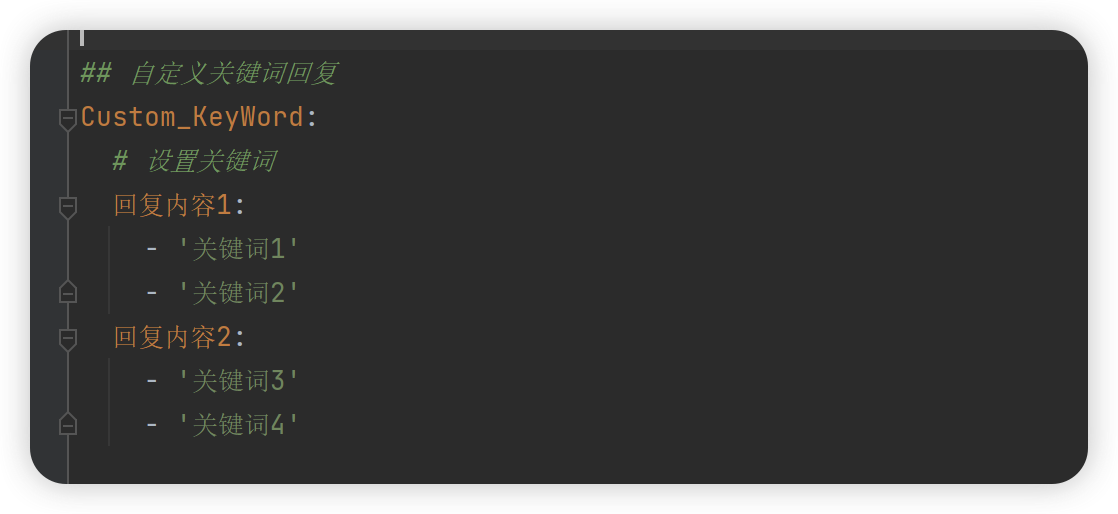 ## 自定义关键词回复
Custom_KeyWord:
  # 设置关键词
  回复内容1:
    - '关键词1'
    - '关键词2'
  回复内容2:
    - '关键词3'
    - '关键词4'